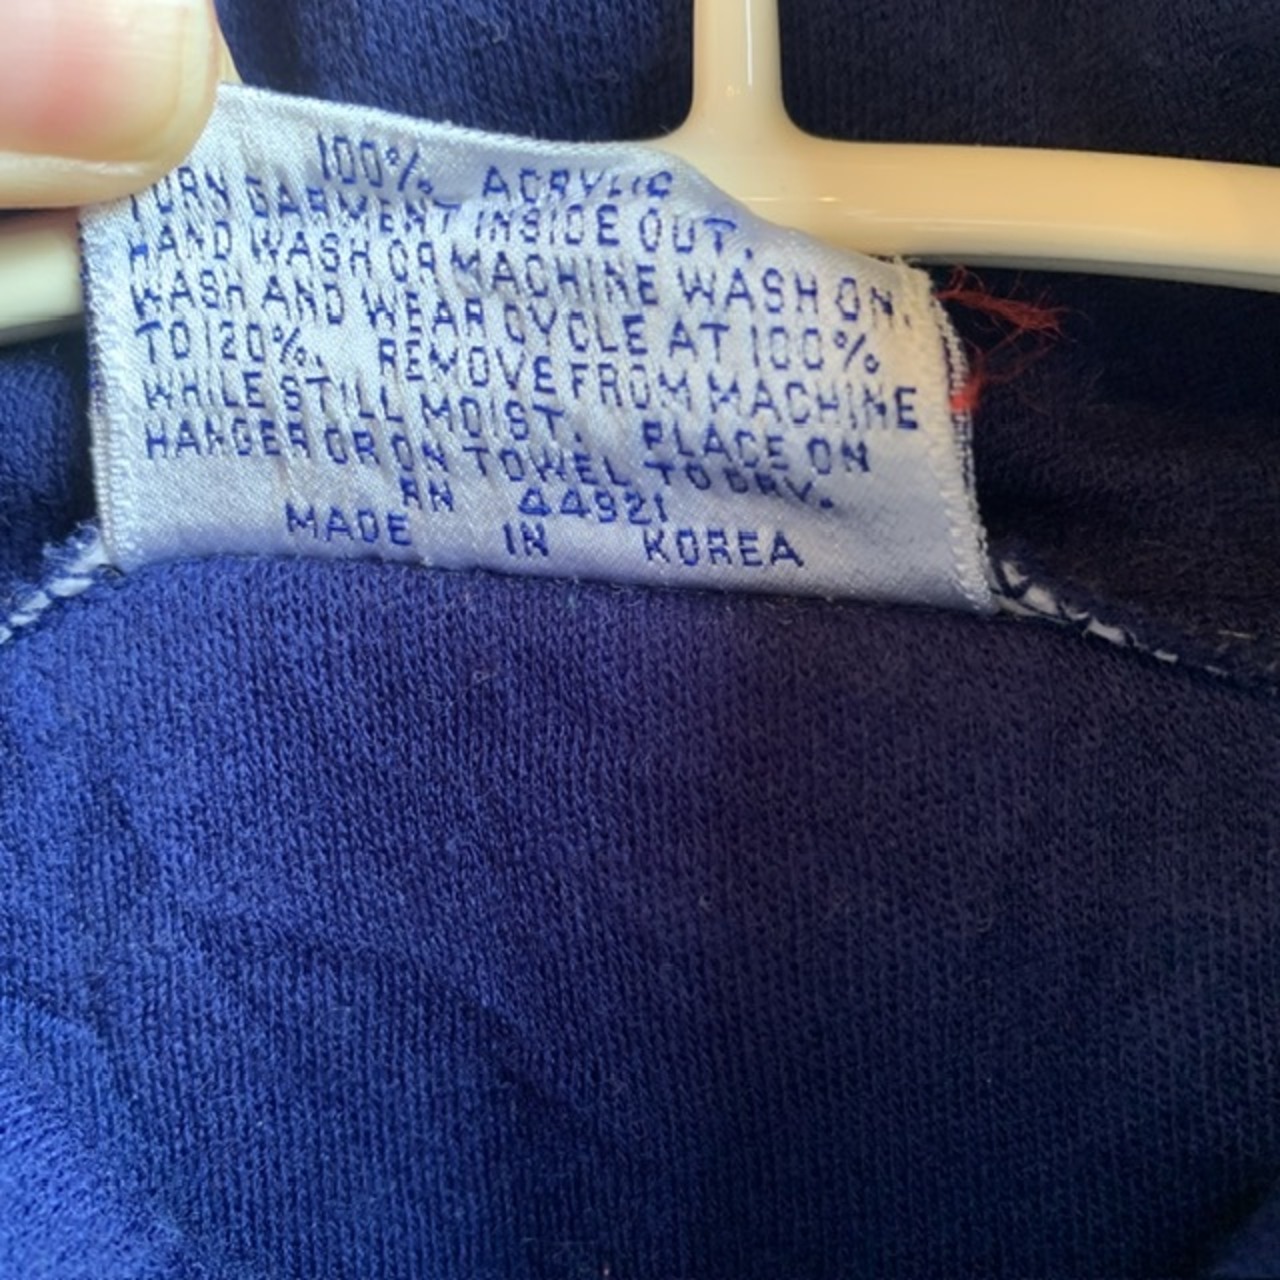 100% ACRYLIC
TURN GARMENT INSIDE OUT.
HAND WASH OR MACHINE WASH ON.
WASH AND WEAR CYCLE AT 100%
TO 120%. REMOVE FROM MACHINE
WHILE STILL MOIST. PLACE ON
HANGER OR ON TOWEL TO DRY.
RN 44921
MADE IN KOREA